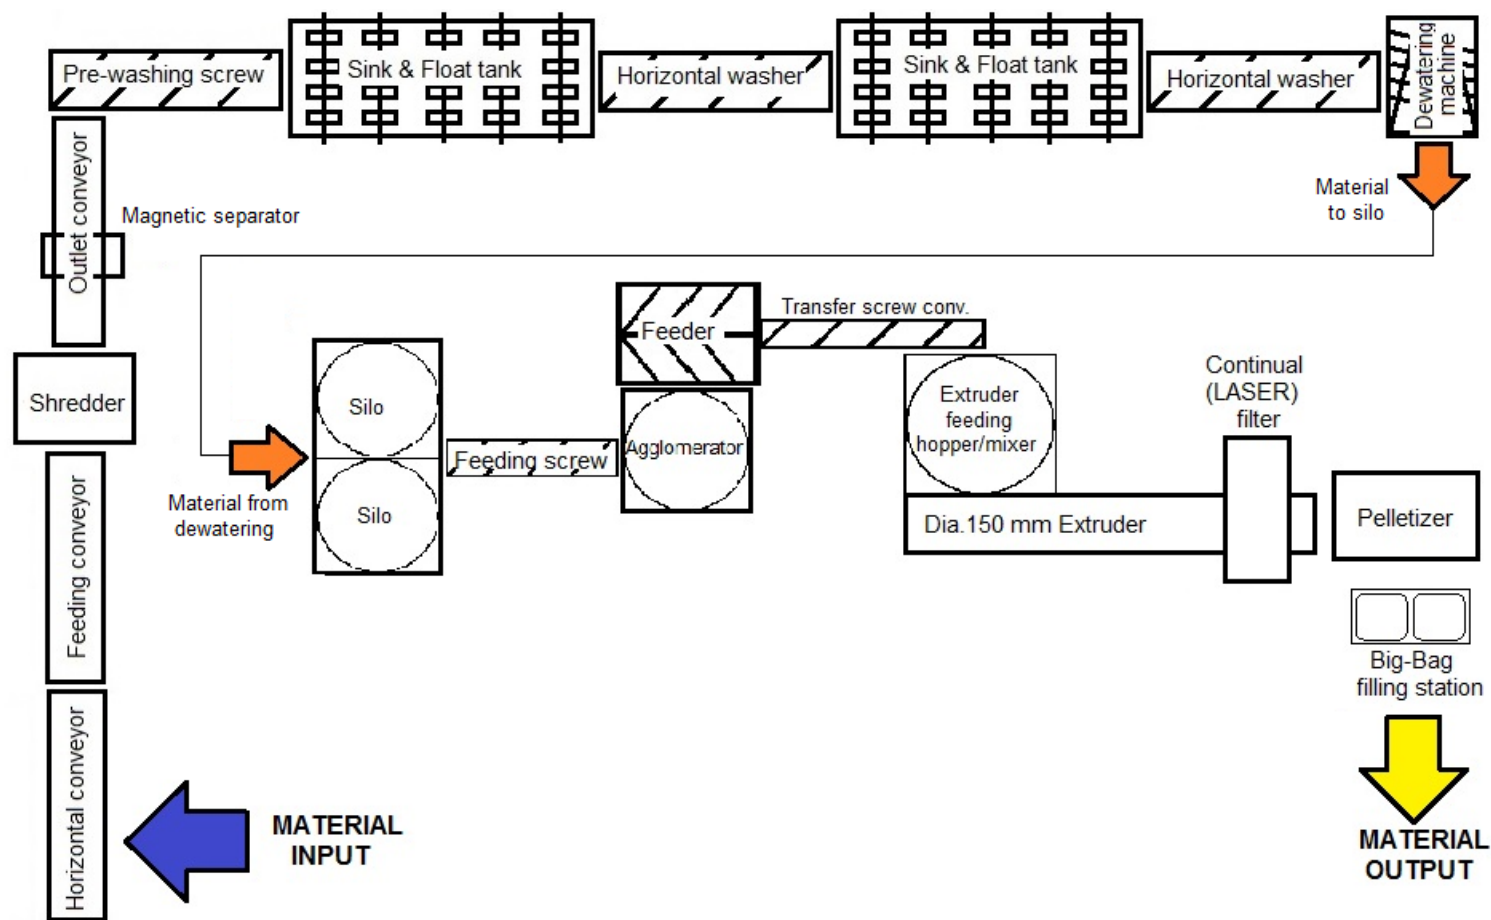 Pre-washing screw
Sink & Float tank
Horizontal washer
Sink & Float tank
Horizontal washer
Dewatering
machine
Material
to silo
Outlet conveyor
Magnetic separator
Shredder
Feeding conveyor
Horizontal conveyor
MATERIAL
INPUT
Material from
dewatering
Silo
Silo
Feeding screw
Agglomerator
Feeder
Transfer screw conv.
Extruder
feeding
hopper/mixer
Dia.150 mm Extruder
Continual
(LASER)
filter
Pelletizer
Big-Bag
filling station
MATERIAL
OUTPUT